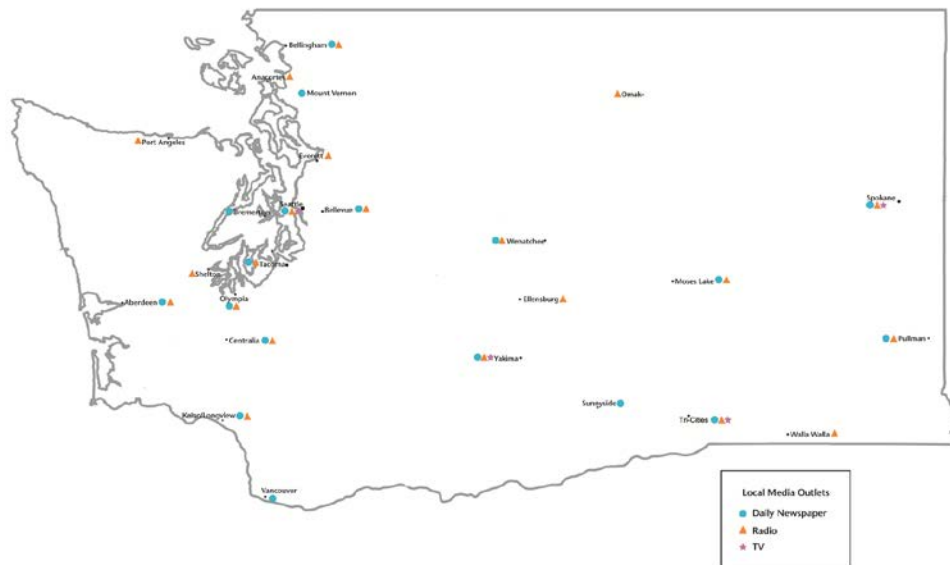 Bellingham
Anacortes
Mount Vernon
Omak
Port Angeles
Everett
Spokane
Seattle
Bremerton
Bellevue
Wenatchee
Tacoma
Shelton
Moses Lake
Olympia
Aberdeen
Ellensburg
Centralia
Pullman
Yakima
Sunnyside
Kelso/Longview
Tri-Cities
Walla Walla
Vancouver
Local Media Outlets
Daily Newspaper
Radio
TV